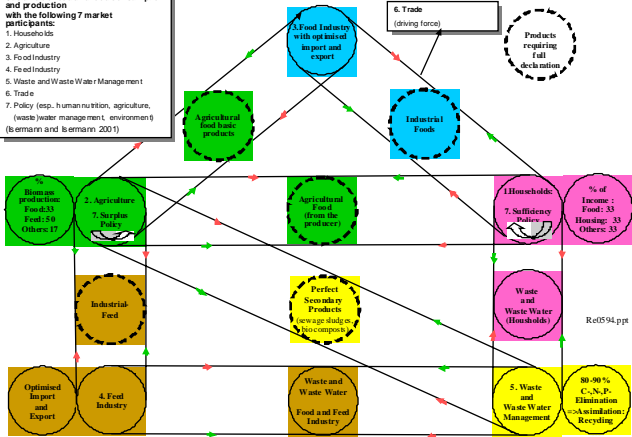 and production
with the following 7 market
participants:
1. Households
2. Agriculture
3. Food Industry
4. Feed Industry
5. Waste and Waste Water Management
6. Trade
7. Policy (esp. human nutrition, agriculture,
(waste)water management, environment)
(Isermann and Isermann 2001)
3. Food Industry
with optimised
import and
export
6. Trade
(driving force)
Products
requiring
full
declaration
Agricultural
food basic
products
Industrial
Foods
%
Biomass
production:
Food:33
Feed: 50
Others: 17
2. Agriculture
7. Surplus
Policy
Agricultural
Food
(from the
producer)
1.Households:
7. Sufficiency
Policy
% of
Income :
Food: 33
Housing: 33
Others: 33
Industrial-
Feed
Perfect
Secondary
Products
(sewage sludges,
biocomposts)
Waste
and
Waste Water
(Housholds)
Re0594.ppt
Optimised
Import
and
Export
4. Feed
Industry
Waste and
Waste Water
Food and Feed
Industry
5. Waste
and
Waste Water
Management
80-90%
C-,N-,P-
Elimination
=>Assimilation:
Recycling